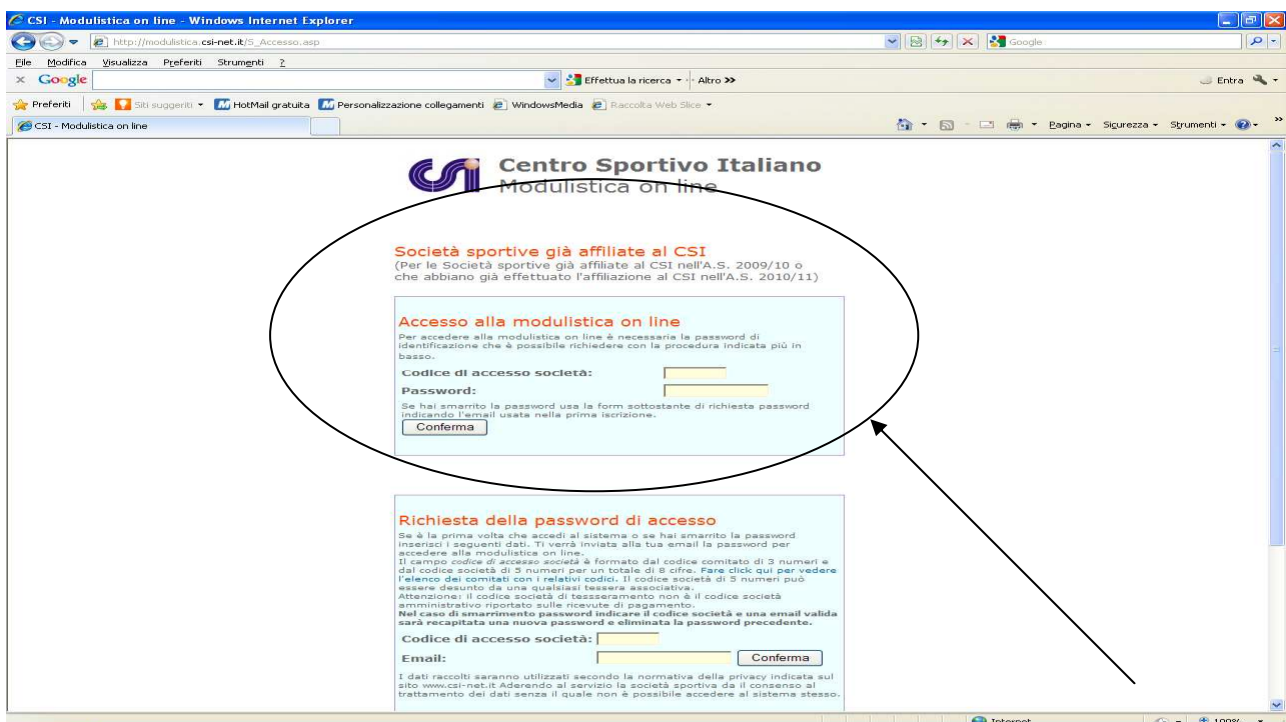 CSI - Modulistica on line - Windows Internet Explorer
http://modulistica.csi-net.it/S_Accesso.asp
Google
File Modifica Visualizza Preferiti Strumenti ?
Google
Effettua la ricerca
Altro
Entra
Preferiti
Siti suggeriti
HotMail gratuita
Personalizzazione collegamenti
WindowsMedia
Raccolta Web Slice
CSI - Modulistica on line
Pagina
Sicurezza
Strumenti
csi
Centro Sportivo Italiano
Modulistica on line
Società sportive già affiliate al CSI
(Per le Società sportive già affiliate al CSI nell'A.S. 2009/10 o
che abbiano già effettuato l'affiliazione al CSI nell'A.S. 2010/11)
Accesso alla modulistica on line
Per accedere alla modulistica on line è necessaria la password di
identificazione che è possibile richiedere con la procedura indicata più in
basso.
Codice di accesso società:
Password:
Se hai smarrito la password usa la form sottostante di richiesta password
indicando l'email usata nella prima iscrizione.
Conferma
Richiesta della password di accesso
Se è la prima volta che accedi al sistema o se hai smarrito la password
inserisci i seguenti dati. Ti verrà inviata alla tua email la password per
accedere alla modulistica on line.
Il campo codice di accesso società è formato dal codice comitato di 3 numeri e
dal codice società di 5 numeri per un totale di 8 cifre. Fare click qui per vedere
l'elenco dei comitati con i relativi codici. Il codice società di 5 numeri può
essere desunto da una qualsiasi tessera associativa.
Attenzione: il codice società di tessseramento non è il codice società
amministrativo riportato sulle ricevute di pagamento.
Nel caso di smarrimento password indicare il codice società e una email valida
sarà recapitata una nuova password e eliminata la password precedente.
Codice di accesso società:
Email:
Conferma
I dati raccolti saranno utilizzati secondo la normativa della privacy indicata sul
sito www.csi-net.it Aderendo al servizio la società sportiva da il consenso al
trattamento dei dati senza il quale non è possibile accedere al sistema stesso.
Internet
100%